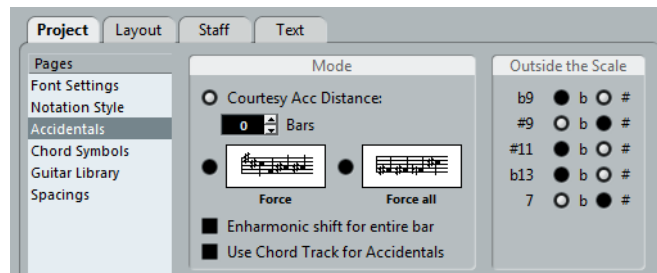 Project Layout Staff Text
Pages
Font Settings
Notation Style
Accidentals
Chord Symbols
Guitar Library
Spacings
Mode
Courtesy Acc Distance:
0 Bars
Force Force all
Enharmonic shift for entire bar
Use Chord Track for Accidentals
Outside the Scale
b9 b #
#9 b #
#11 b #
b13 b #
7 b #